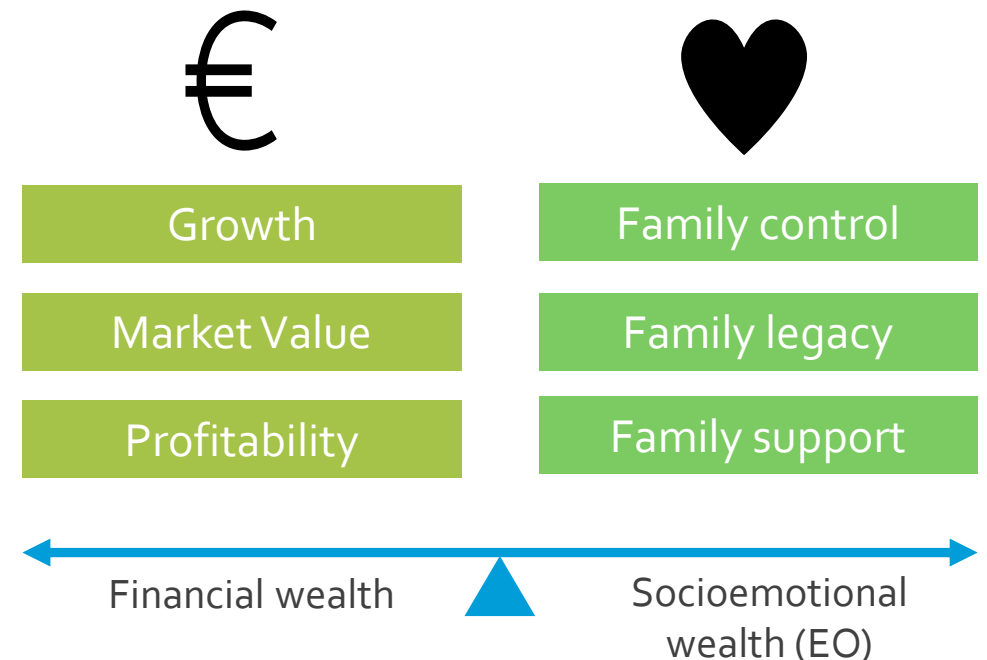 €
Growth
Market Value
Profitability
Family control
Family legacy
Family support
Financial wealth
Socioemotional
wealth (EO)